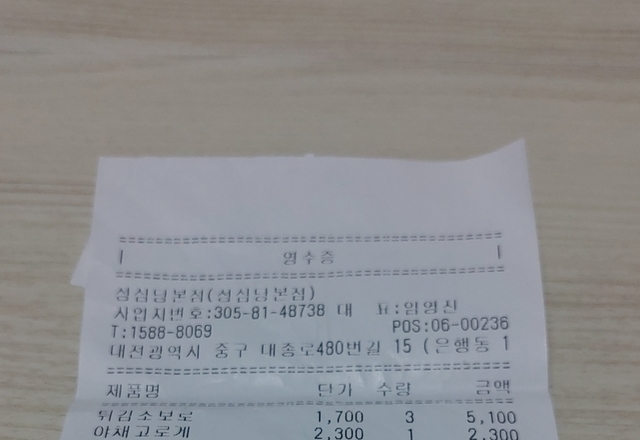 영수증
성심당본점(성심당본점)
사업자번호:305-81-48738 대 표:임영진
T:1588-8069 POS:06-00236
대전광역시 중구 대종로480번길 15 (은행동 1
제품명 단가 수량 금액
튀김소보로 1,700 3 5,100
야채고로케 2,300 1 2,300